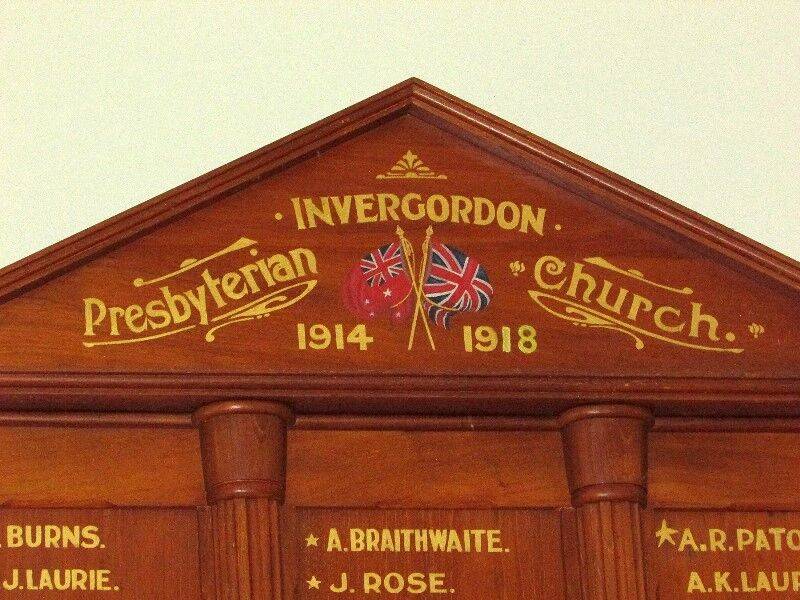 INVERGORDON
Presbyterian Church.
1914 1918
BURNS. A. BRAITHWAITE. A.R. PATO
J. LAURIE. J. ROSE. A.K. LAUR